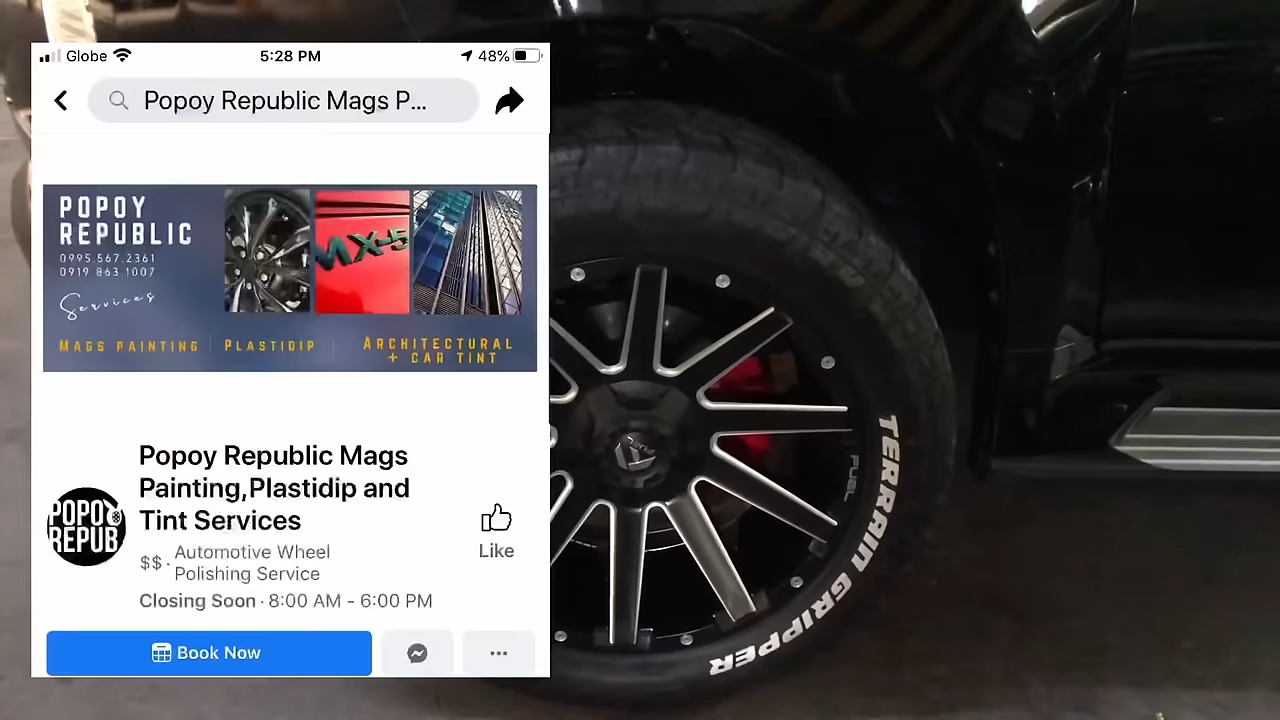 Globe
5:28 PM
48%
Popoy Republic Mags P...
POPOY
REPUBLIC
0995.567.2361
0919 863 1007
Services
MAGS PAINTING
PLASTIDIP
ARCHITECTURAL
+ CAR TINT
MX-5
Popoy Republic Mags
Painting,Plastidip and
Tint Services
POPOY
REPUB
$$ · Automotive Wheel
Polishing Service
Closing Soon · 8:00 AM - 6:00 PM
Like
Book Now
FUEL
TERRAIN GRIPPER